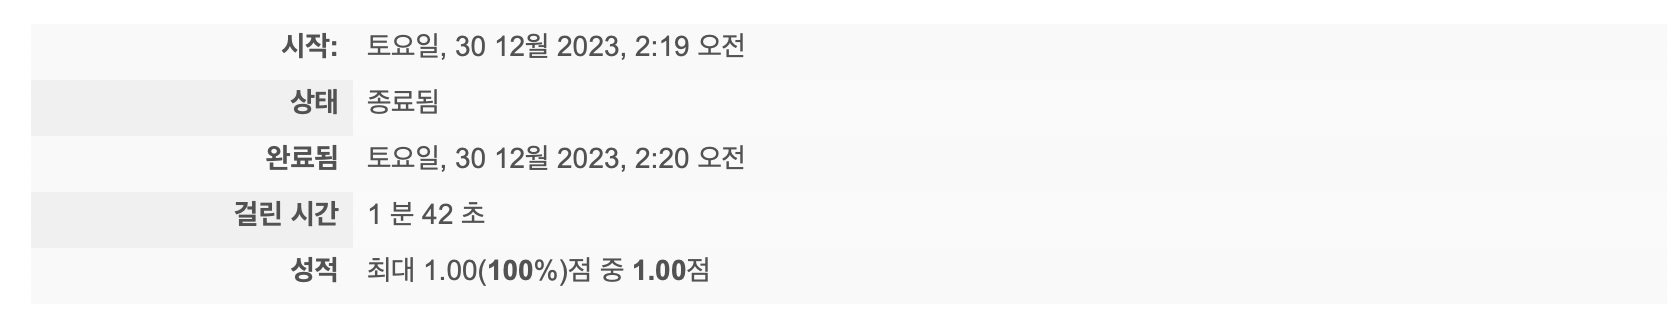 시작: 토요일, 30 12월 2023, 2:19 오전
상태 종료됨
완료됨 토요일, 30 12월 2023, 2:20 오전
걸린 시간 1 분 42 초
성적 최대 1.00(100%)점 중 1.00점